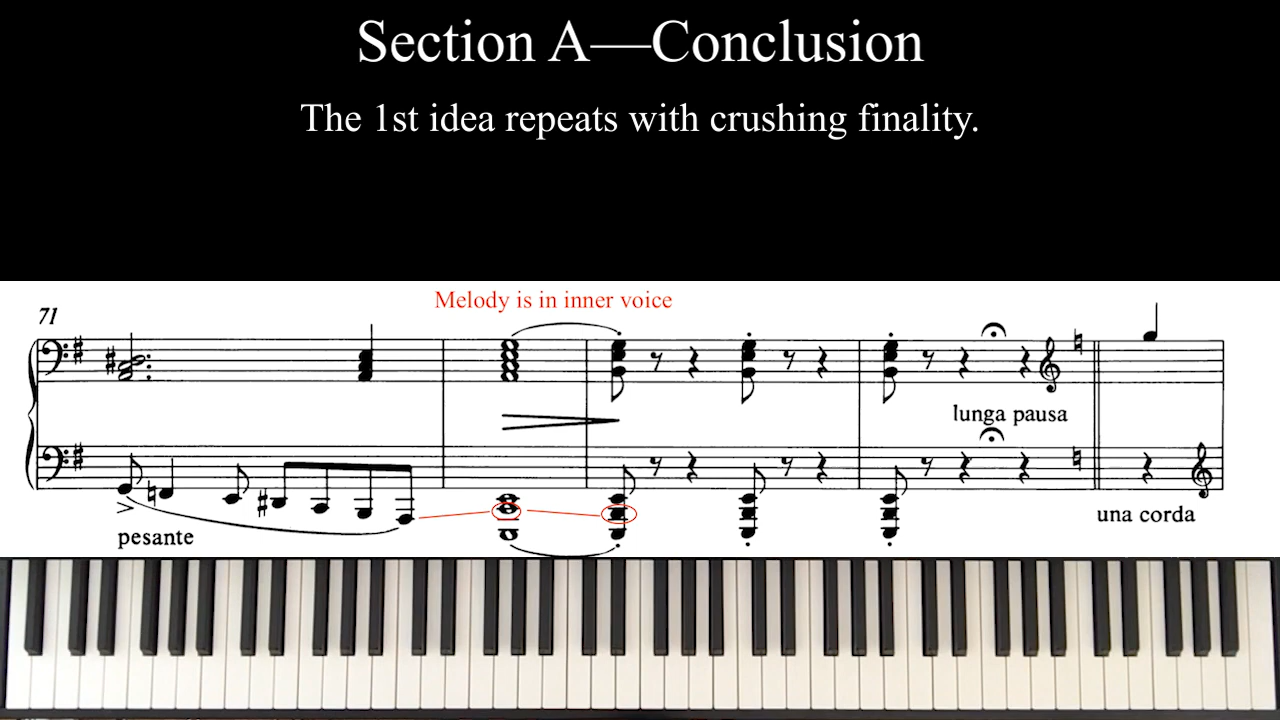 Section A—Conclusion
The 1st idea repeats with crushing finality.
Melody is in inner voice
71
lunga pausa
pesante
una corda